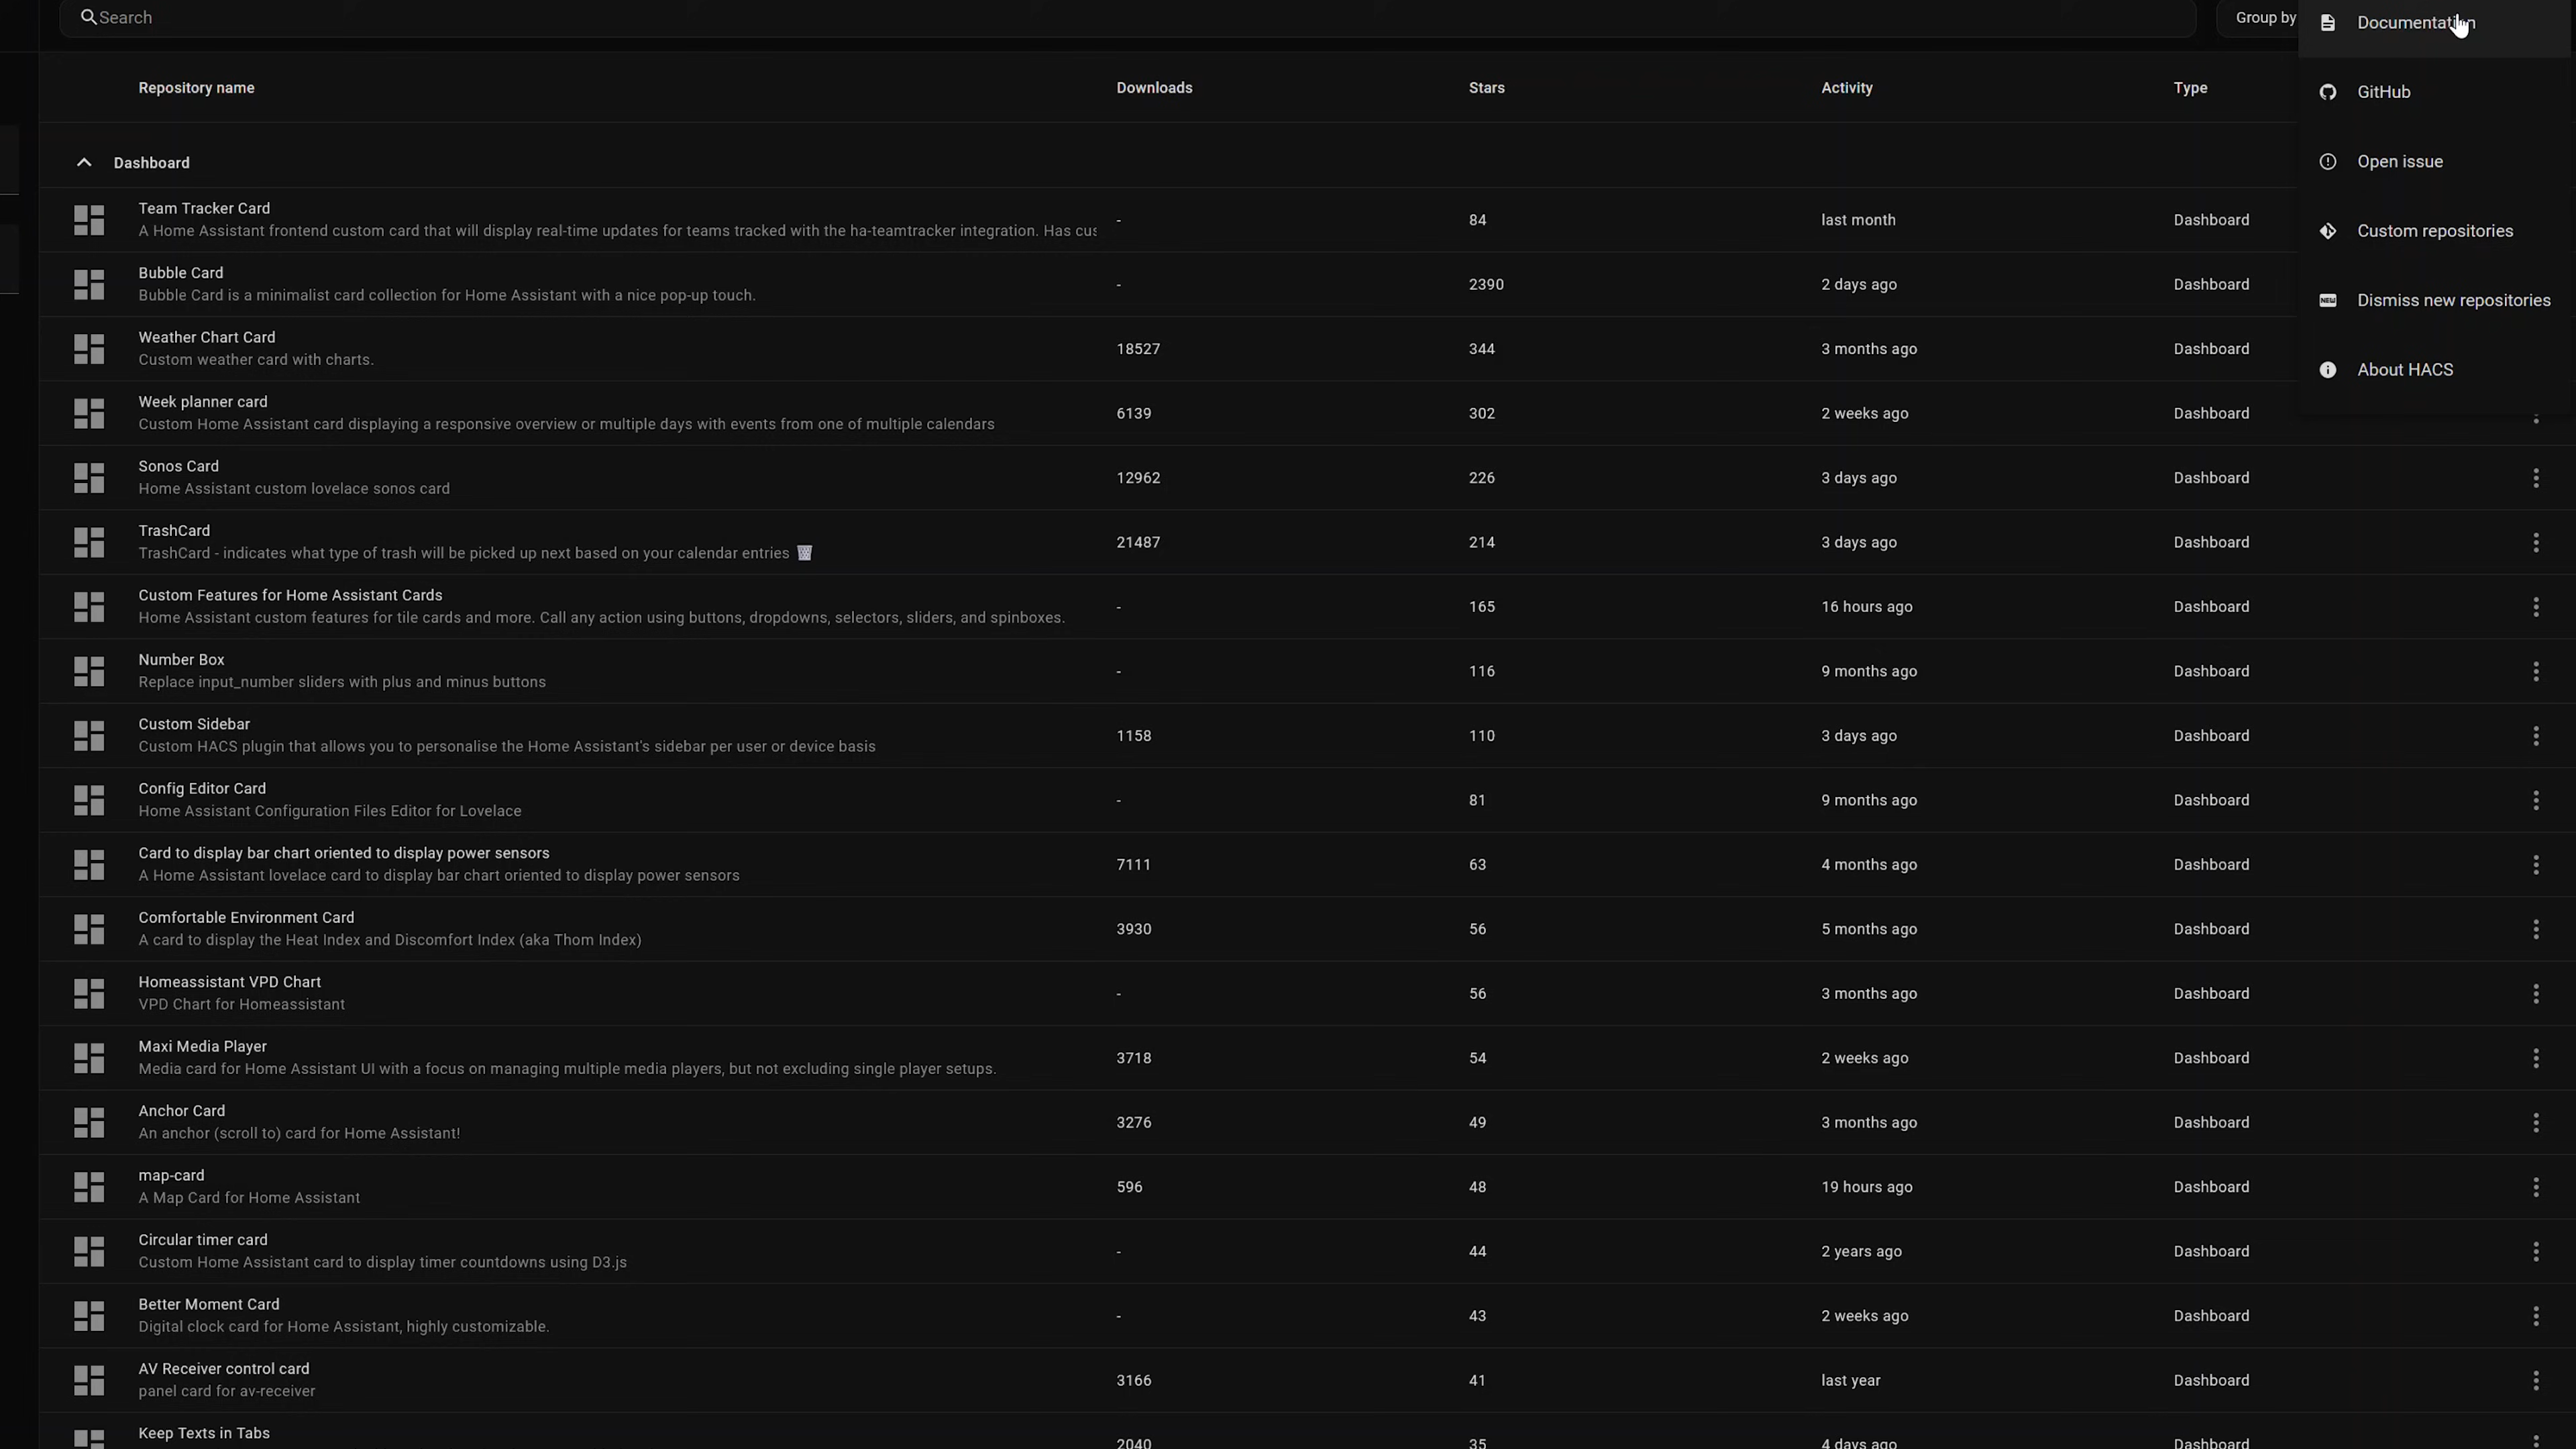 Search
Group by
Documentation
GitHub
Open issue
Custom repositories
Dismiss new repositories
About HACS
Repository name Downloads Stars Activity Type
Dashboard
Team Tracker Card
A Home Assistant frontend custom card that will display real-time updates for teams tracked with the ha-teamtracker integration. Has cus
- 84 last month Dashboard
Bubble Card
Bubble Card is a minimalist card collection for Home Assistant with a nice pop-up touch.
- 2390 2 days ago Dashboard
Weather Chart Card
Custom weather card with charts.
18527 344 3 months ago Dashboard
Week planner card
Custom Home Assistant card displaying a responsive overview or multiple days with events from one of multiple calendars
6139 302 2 weeks ago Dashboard
Sonos Card
Home Assistant custom lovelace sonos card
12962 226 3 days ago Dashboard
TrashCard
TrashCard - indicates what type of trash will be picked up next based on your calendar entries 🗑️
21487 214 3 days ago Dashboard
Custom Features for Home Assistant Cards
Home Assistant custom features for tile cards and more. Call any action using buttons, dropdowns, selectors, sliders, and spinboxes.
- 165 16 hours ago Dashboard
Number Box
Replace input_number sliders with plus and minus buttons
- 116 9 months ago Dashboard
Custom Sidebar
Custom HACS plugin that allows you to personalise the Home Assistant's sidebar per user or device basis
1158 110 3 days ago Dashboard
Config Editor Card
Home Assistant Configuration Files Editor for Lovelace
- 81 9 months ago Dashboard
Card to display bar chart oriented to display power sensors
A Home Assistant lovelace card to display bar chart oriented to display power sensors
7111 63 4 months ago Dashboard
Comfortable Environment Card
A card to display the Heat Index and Discomfort Index (aka Thom Index)
3930 56 5 months ago Dashboard
Homeassistant VPD Chart
VPD Chart for Homeassistant
- 56 3 months ago Dashboard
Maxi Media Player
Media card for Home Assistant UI with a focus on managing multiple media players, but not excluding single player setups.
3718 54 2 weeks ago Dashboard
Anchor Card
An anchor (scroll to) card for Home Assistant!
3276 49 3 months ago Dashboard
map-card
A Map Card for Home Assistant
596 48 19 hours ago Dashboard
Circular timer card
Custom Home Assistant card to display timer countdowns using D3.js
- 44 2 years ago Dashboard
Better Moment Card
Digital clock card for Home Assistant, highly customizable.
- 43 2 weeks ago Dashboard
AV Receiver control card
panel card for av-receiver
3166 41 last year Dashboard
Keep Texts in Tabs
2040 35 4 days ago Dashboard